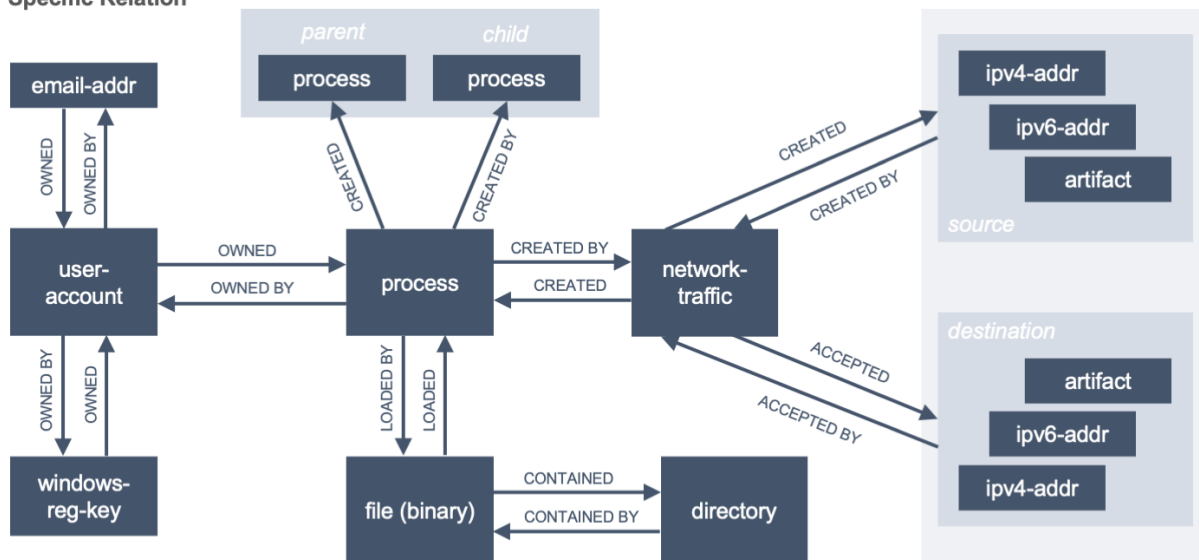 Specific Relation
parent
child
process
process
email-addr
ipv4-addr
ipv6-addr
artifact
source
OWNED
OWNED BY
CREATED
CREATED BY
CREATED
CREATED BY
user-
account
OWNED
OWNED BY
process
CREATED BY
CREATED
network-
traffic
OWNED BY
OWNED
LOADED BY
LOADED
ACCEPTED
ACCEPTED BY
destination
artifact
ipv6-addr
ipv4-addr
windows-
reg-key
file (binary)
CONTAINED
CONTAINED BY
directory